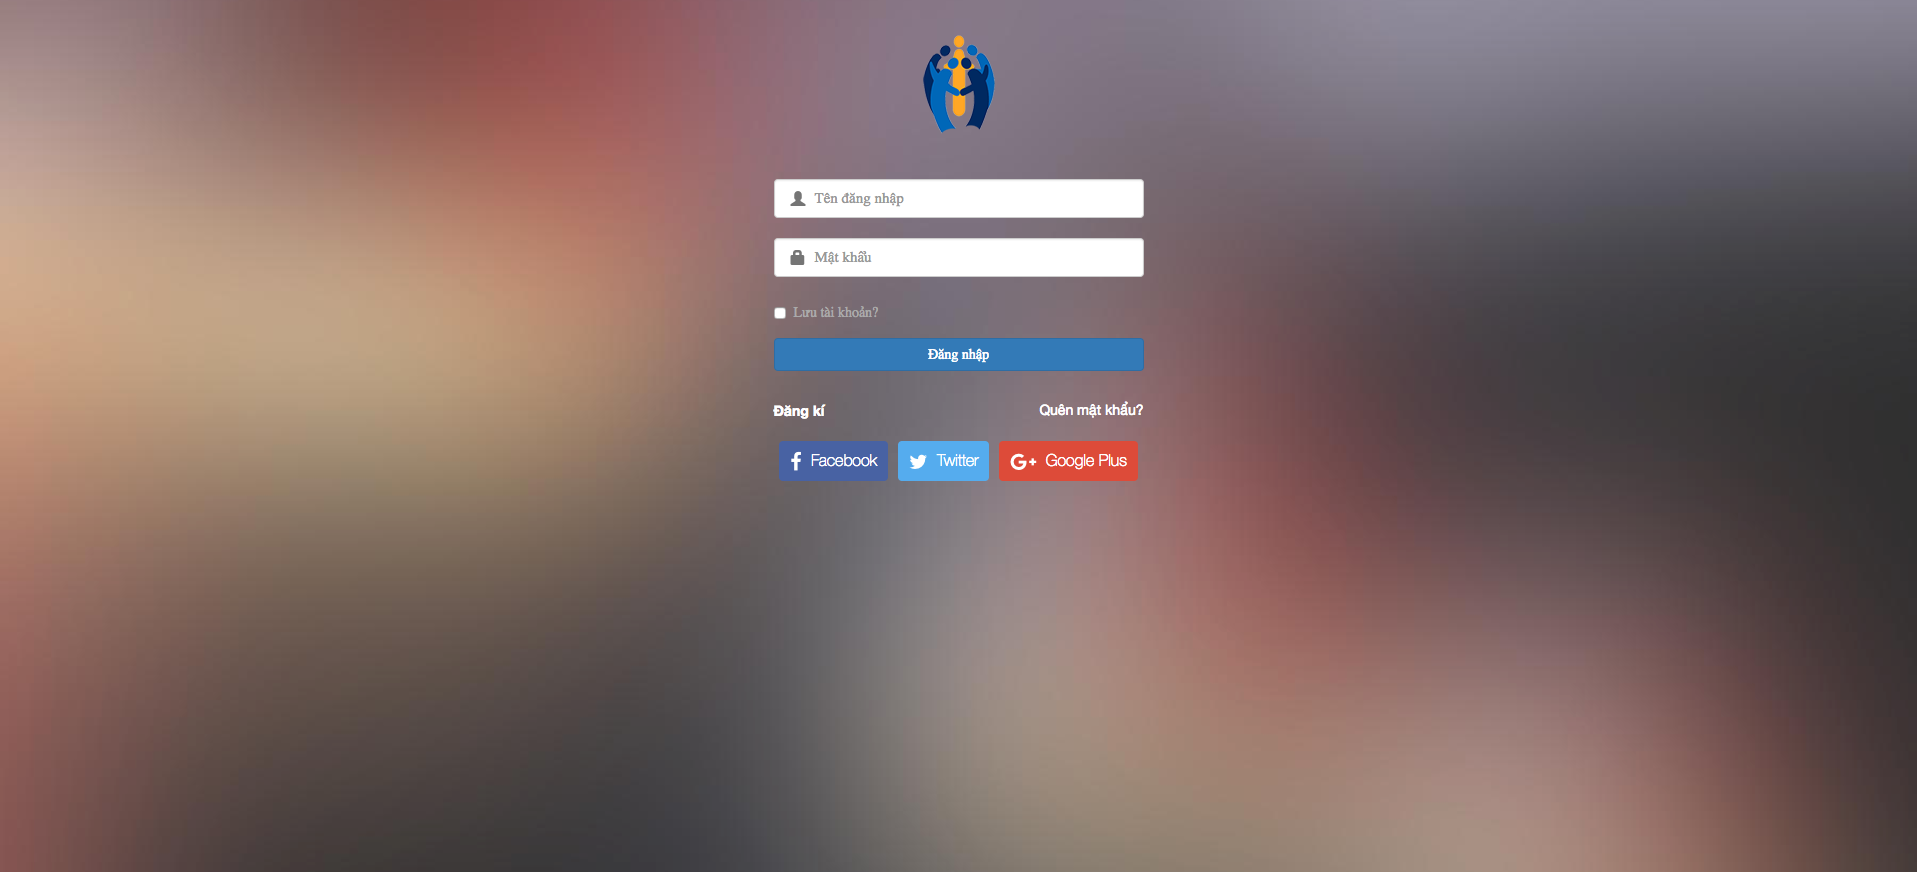 Tên đăng nhập
Mật khẩu
Lưu tài khoản?
Đăng nhập
Đăng kí
Quên mật khẩu?
Facebook
Twitter
Google Plus